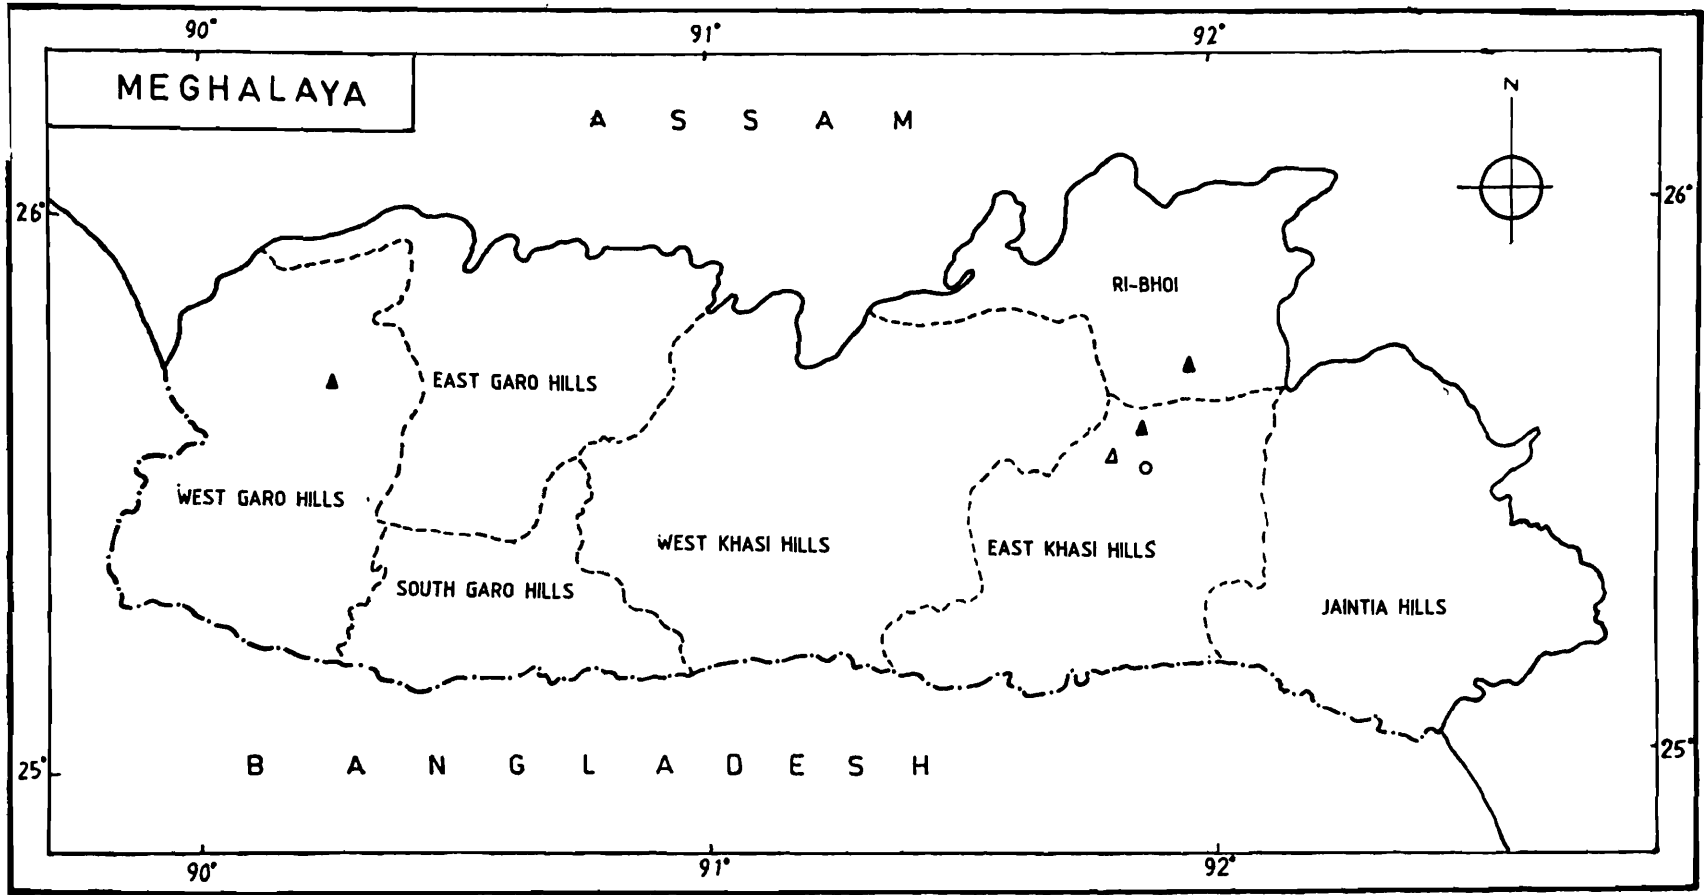 90° 91° 92°
MEGHALAYA
A S S A M
N
26° 26°
RI-BHOI
EAST GARO HILLS
WEST GARO HILLS
WEST KHASI HILLS
EAST KHASI HILLS
SOUTH GARO HILLS
JAINTIA HILLS
25° 25°
B A N G L A D E S H
90° 91° 92°